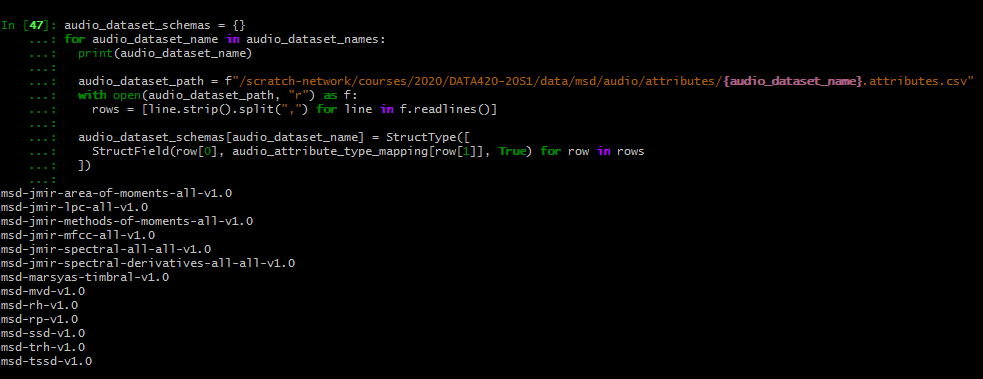 In [47]: audio_dataset_schemas = {}
    ...: for audio_dataset_name in audio_dataset_names:
    ...:   print(audio_dataset_name)
    ...:
    ...:   audio_dataset_path = f"/scratch-network/courses/2020/DATA420-20S1/data/msd/audio/attributes/{audio_dataset_name}.attributes.csv"
    ...:   with open(audio_dataset_path, "r") as f:
    ...:     rows = [line.strip().split(",") for line in f.readlines()]
    ...:
    ...:   audio_dataset_schemas[audio_dataset_name] = StructType([
    ...:     StructField(row[0], audio_attribute_type_mapping[row[1]], True) for row in rows
    ...:   ])
    ...:
msd-jmir-area-of-moments-all-v1.0
msd-jmir-lpc-all-v1.0
msd-jmir-methods-of-moments-all-v1.0
msd-jmir-mfcc-all-v1.0
msd-jmir-spectral-all-all-v1.0
msd-jmir-spectral-derivatives-all-all-v1.0
msd-marsyas-timbral-v1.0
msd-mvd-v1.0
msd-rh-v1.0
msd-rp-v1.0
msd-ssd-v1.0
msd-trh-v1.0
msd-tssd-v1.0